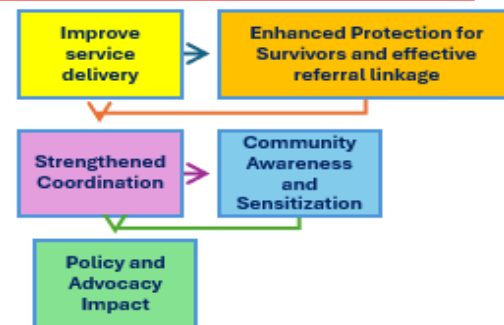 Improve
service
delivery
Enhanced Protection for
Survivors and effective
referral linkage
Strengthened
Coordination
Community
Awareness
and
Sensitization
Policy and
Advocacy
Impact